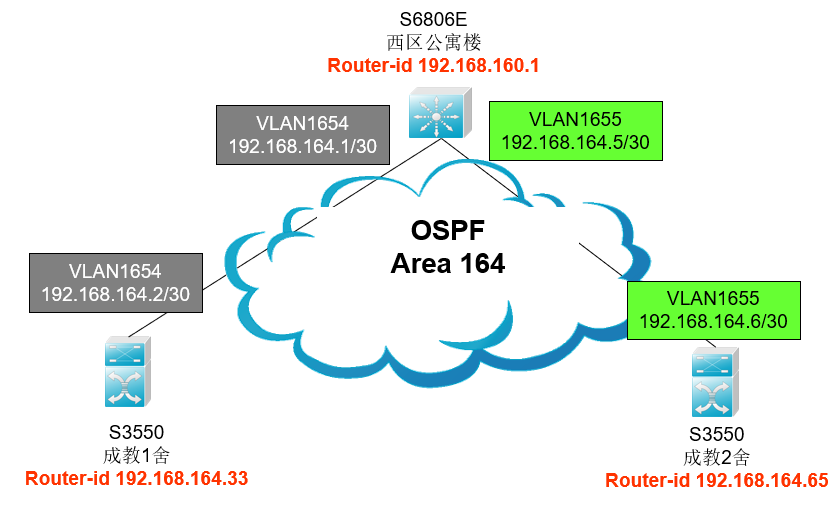 S6806E
西区公寓楼
Router-id 192.168.160.1
VLAN1654
192.168.164.1/30
VLAN1655
192.168.164.5/30
OSPF
Area 164
VLAN1654
192.168.164.2/30
VLAN1655
192.168.164.6/30
S3550
成教1舍
Router-id 192.168.164.33
S3550
成教2舍
Router-id 192.168.164.65